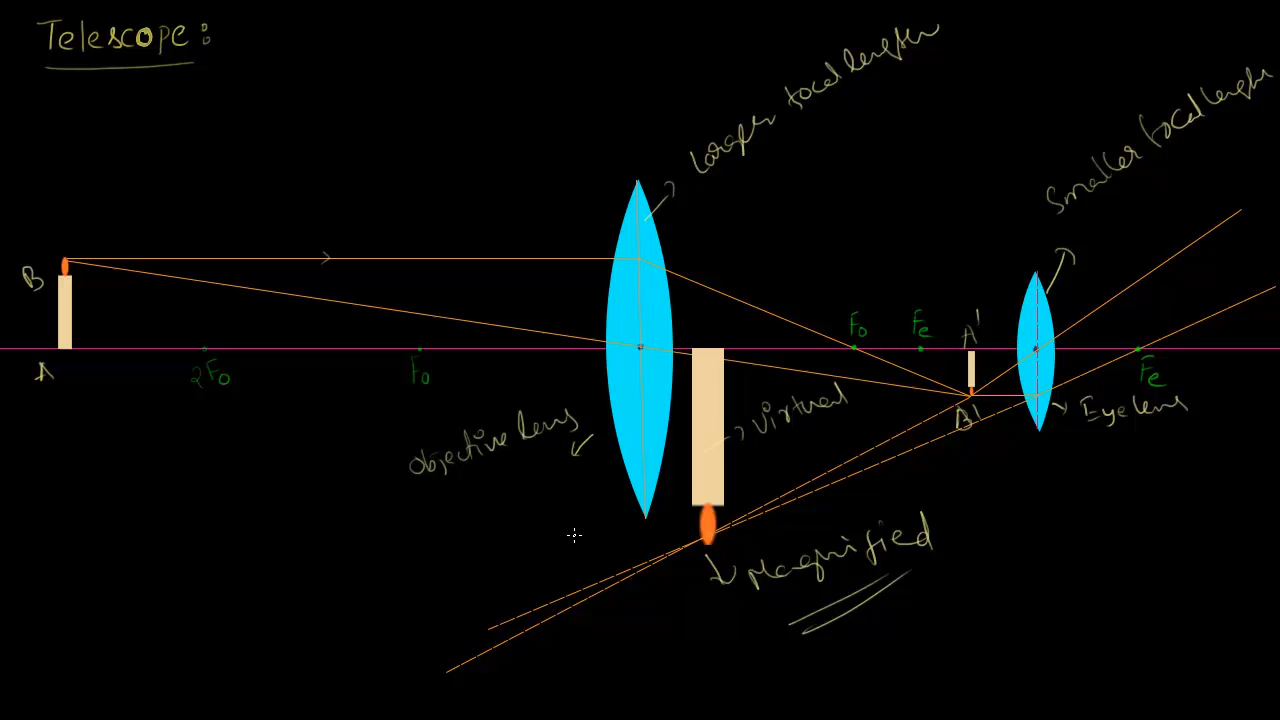 Telescope:
Larger focal length
Smaller focal length
B
A
2Fo
Fo
Fo
Fe
A'
B'
Fe
Eye lens
Objective lens
Virtual
Magnified